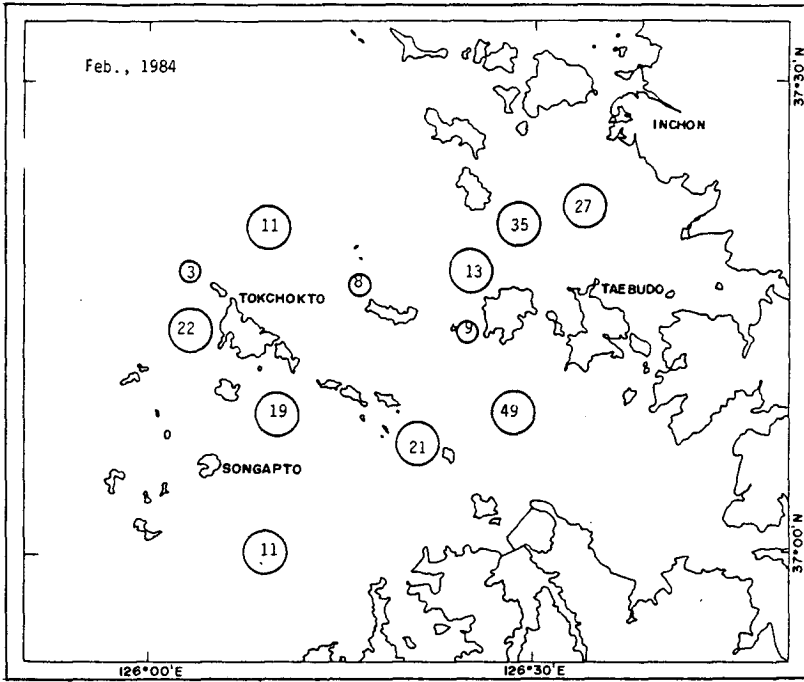 Feb., 1984
37°30'N
INCHON
27
35
11
13
3
8
TAEBUDO
TOKCHOKTO
22
9
19
49
21
SONGAPTO
11
37°00'N
126°00'E
126°30'E